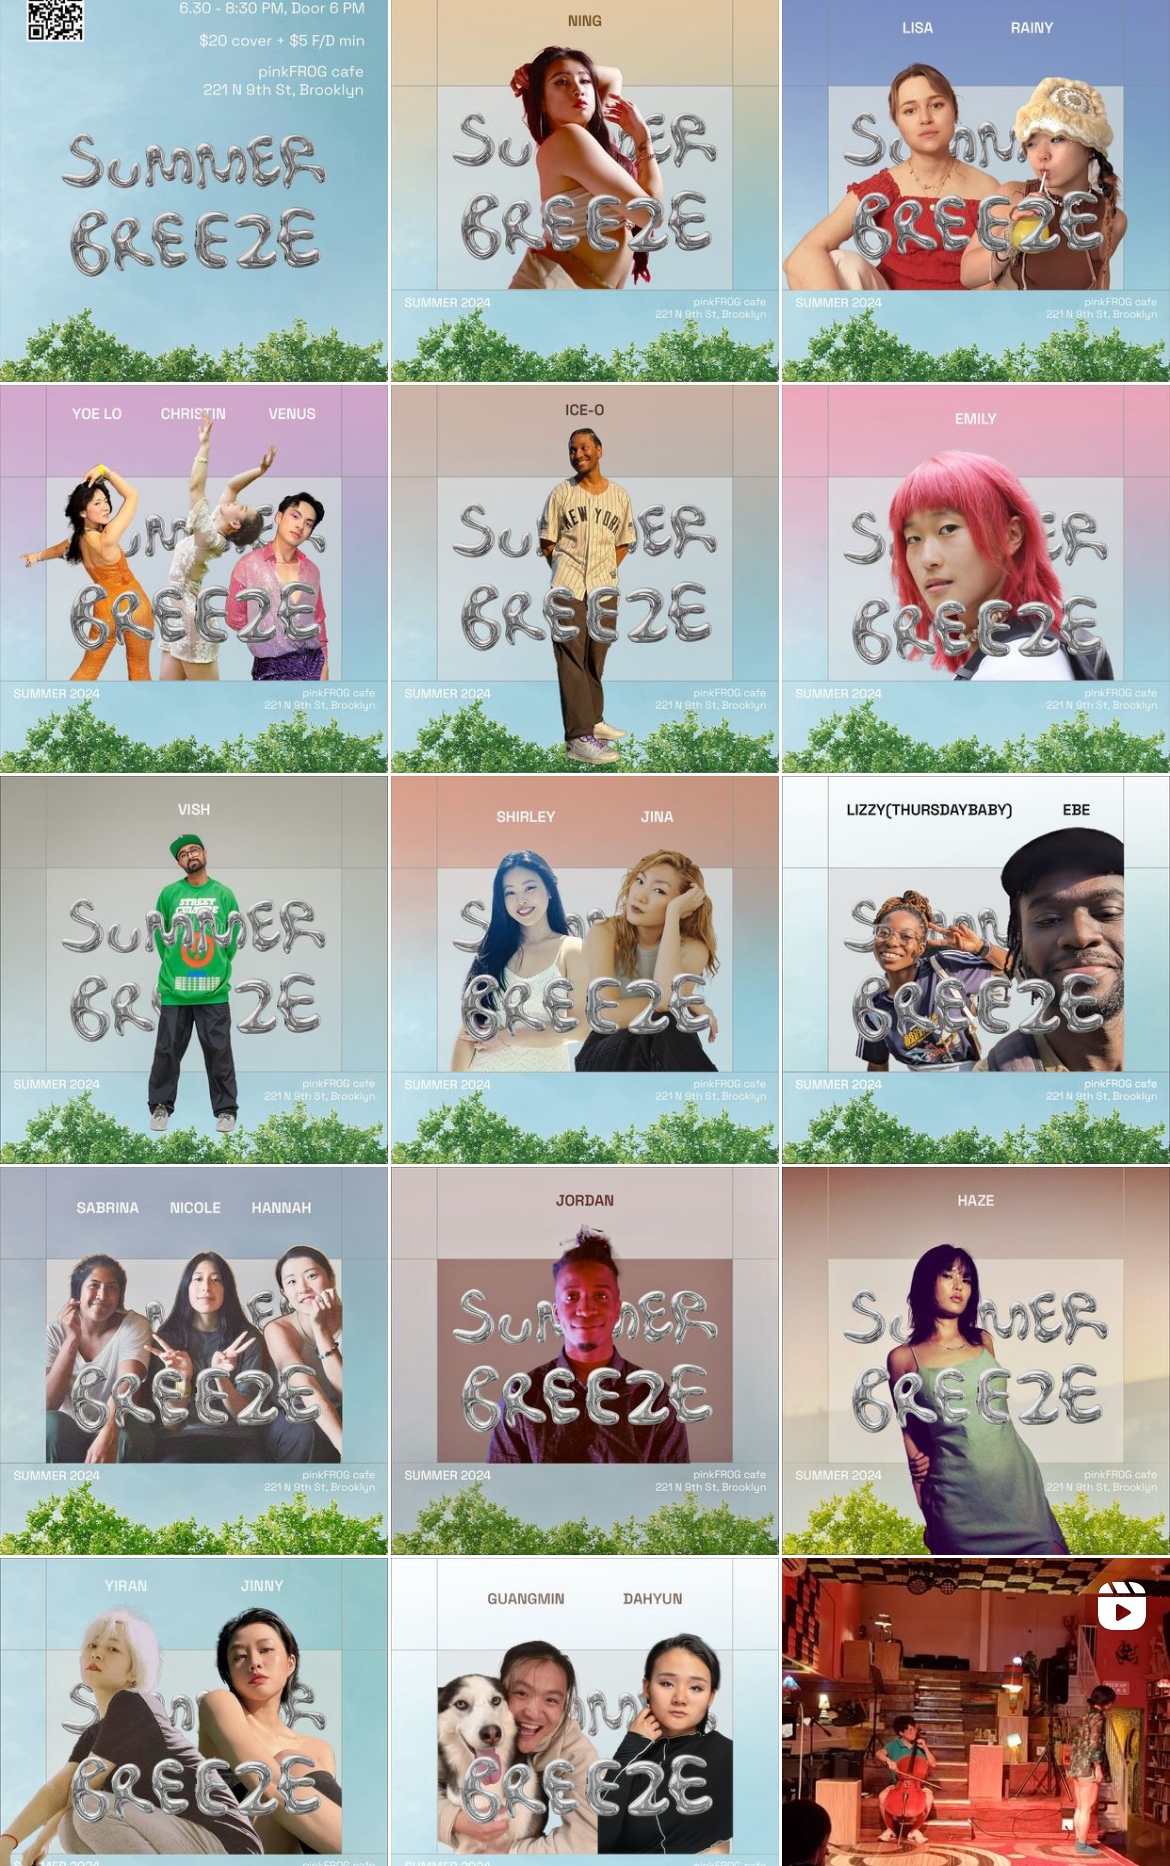 6.30 - 8:30 PM, Door 6 PM
$20 cover + $5 F/D min
pinkFROG cafe
221 N 9th St, Brooklyn
SUMMER
BREEZE
NING
SUMMER
BREEZE
SUMMER 2024
pinkFROG cafe
221 N 9th St, Brooklyn
LISA RAINY
SUMMER
BREEZE
SUMMER 2024
pinkFROG cafe
221 N 9th St, Brooklyn
YOE LO CHRISTIN VENUS
SUMMER
BREEZE
SUMMER 2024
pinkFROG cafe
221 N 9th St, Brooklyn
ICE-O
SUMMER
NEW YORK
BREEZE
SUMMER 2024
pinkFROG cafe
221 N 9th St, Brooklyn
EMILY
SUMMER
BREEZE
SUMMER 2024
pinkFROG cafe
221 N 9th St, Brooklyn
VISH
STREET
CULTURE
SUMMER
BREEZE
SUMMER 2024
pinkFROG cafe
221 N 9th St, Brooklyn
SHIRLEY JINA
SUMMER
BREEZE
SUMMER 2024
pinkFROG cafe
221 N 9th St, Brooklyn
LIZZY(THURSDAYBABY) EBE
SUMMER
BREEZE
SUMMER 2024
pinkFROG cafe
221 N 9th St, Brooklyn
SABRINA NICOLE HANNAH
SUMMER
BREEZE
SUMMER 2024
pinkFROG cafe
221 N 9th St, Brooklyn
JORDAN
SUMMER
BREEZE
SUMMER 2024
pinkFROG cafe
221 N 9th St, Brooklyn
HAZE
SUMMER
BREEZE
SUMMER 2024
pinkFROG cafe
221 N 9th St, Brooklyn
YIRAN JINNY
SUMMER
BREEZE
SUMMER 2024
pinkFROG cafe
GUANGMIN DAHYUN
SUMMER
BREEZE
SUMMER 2024
pinkFROG cafe